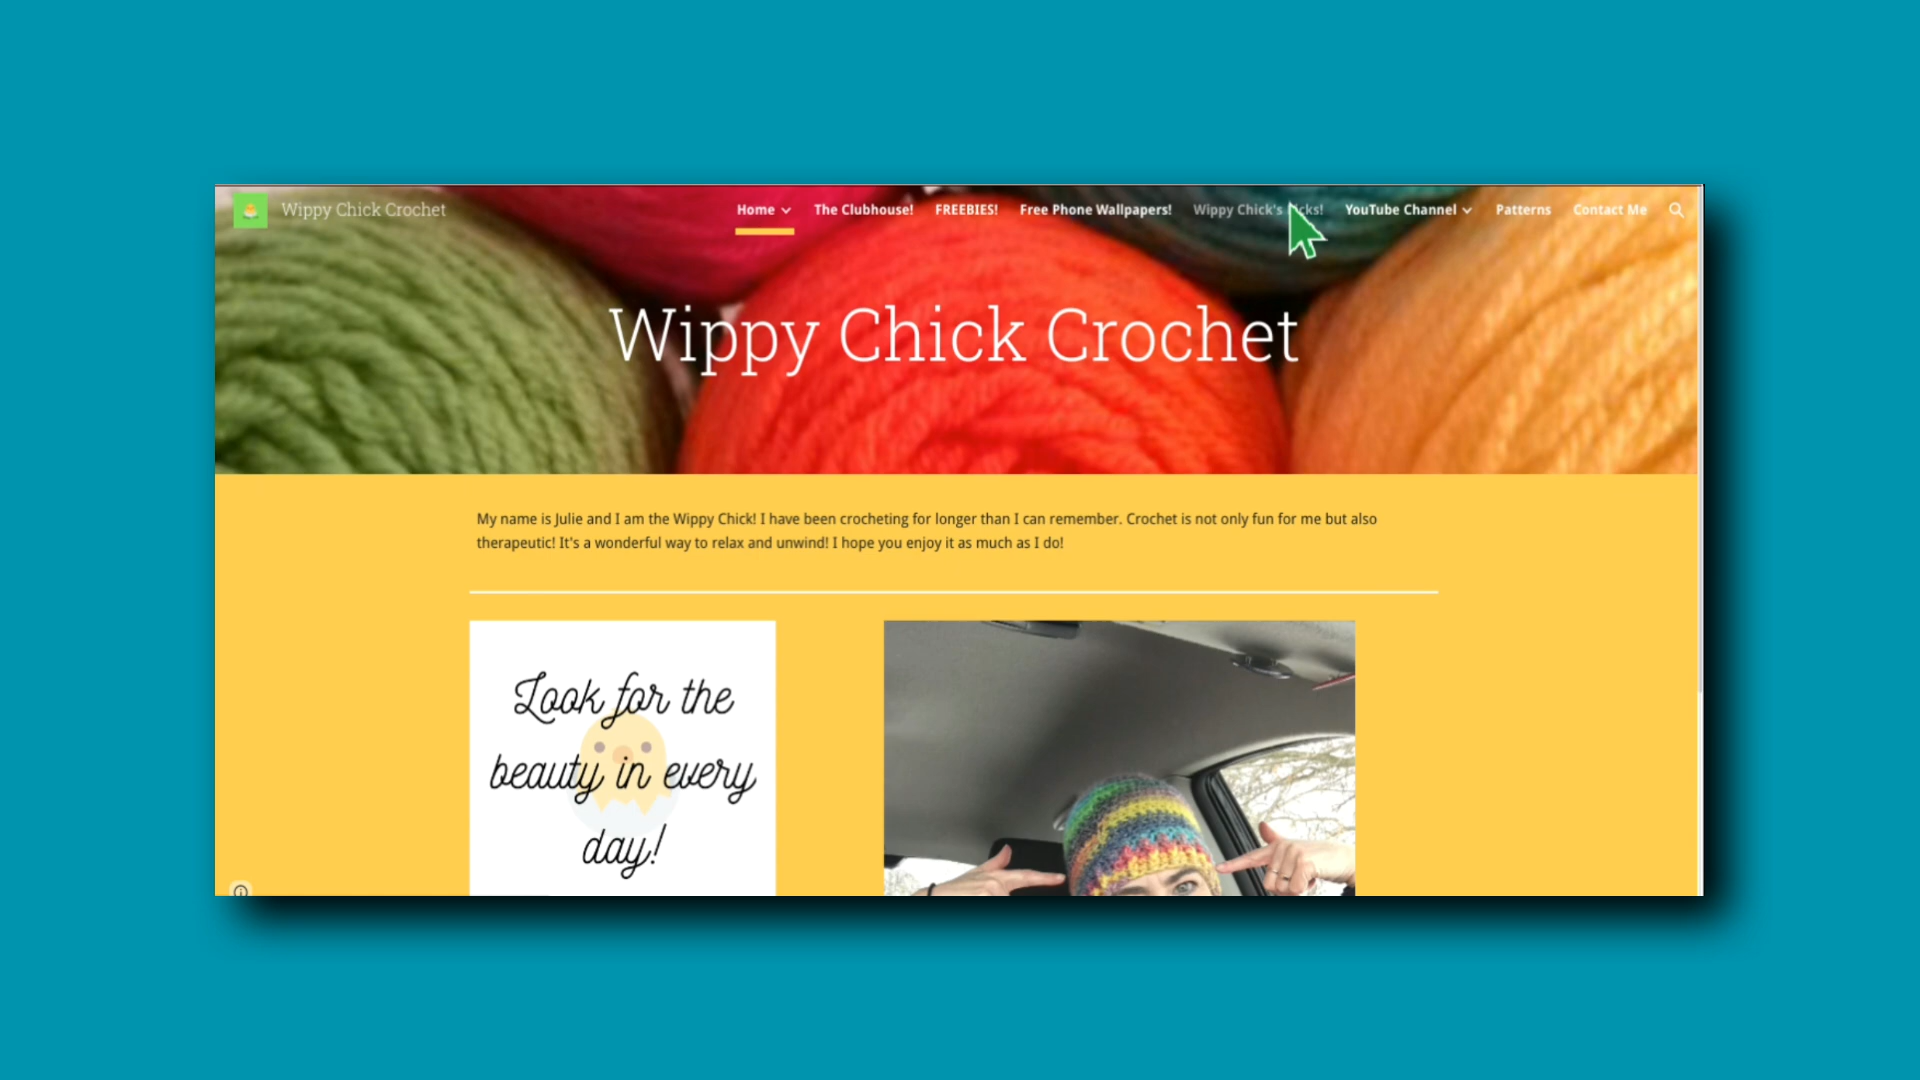 Wippy Chick Crochet
Home
The Clubhouse!
FREEBIES!
Free Phone Wallpapers!
Wippy Chick's
YouTube Channel
Patterns
Contact Me
Wippy Chick Crochet
My name is Julie and I am the Wippy Chick! I have been crocheting for longer than I can remember. Crochet is not only fun for me but also
therapeutic! It's a wonderful way to relax and unwind! I hope you enjoy it as much as I do!
Look for the
beauty in every
day!